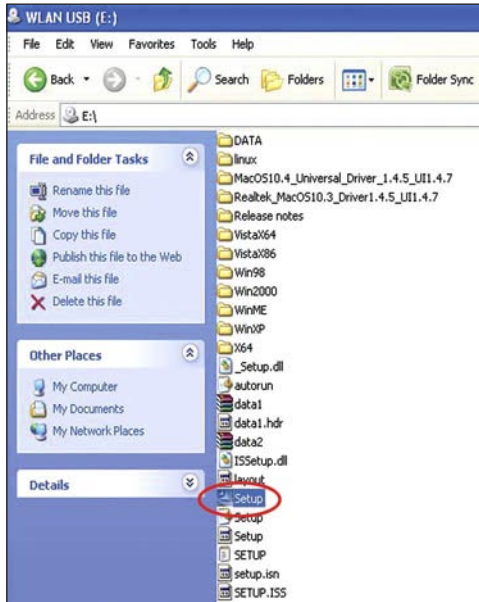 WLAN USB (E:)
File Edit View Favorites Tools Help
Back Search Folders Folder Sync
Address E:\
File and Folder Tasks
Rename this file
Move this file
Copy this file
Publish this file to the Web
E-mail this file
Delete this file
Other Places
My Computer
My Documents
My Network Places
Details
DATA
linux
MacOS10.4_Universal_Driver_1.4.5_UI1.4.7
Realtek_MacOS10.3_Driver1.4.5_UI1.4.7
Release notes
VistaX64
VistaX86
Win98
Win2000
WinME
WinXP
X64
_Setup.dll
autorun
data1
data1.hdr
data2
ISSetup.dll
layout
Setup
Setup
Setup
SETUP
setup.isn
SETUP.ISS